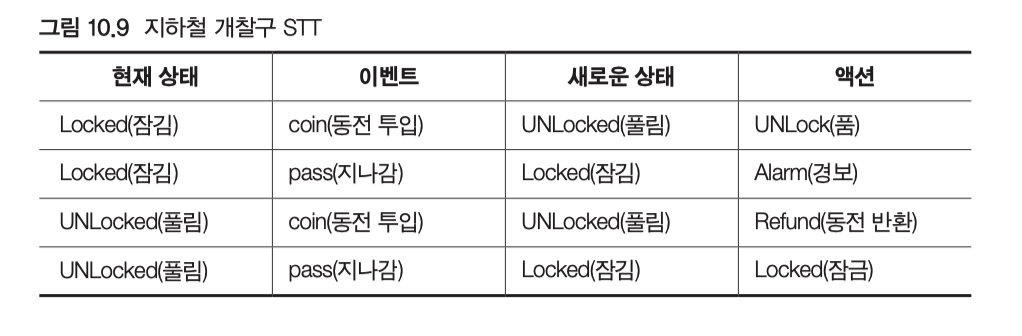 그림 10.9 지하철 개찰구 STT
현재 상태 이벤트 새로운 상태 액션
Locked(잠김) coin(동전 투입) UNLocked(풀림) UNLock(품)
Locked(잠김) pass(지나감) Locked(잠김) Alarm(경보)
UNLocked(풀림) coin(동전 투입) UNLocked(풀림) Refund(동전 반환)
UNLocked(풀림) pass(지나감) Locked(잠김) Locked(잠금)